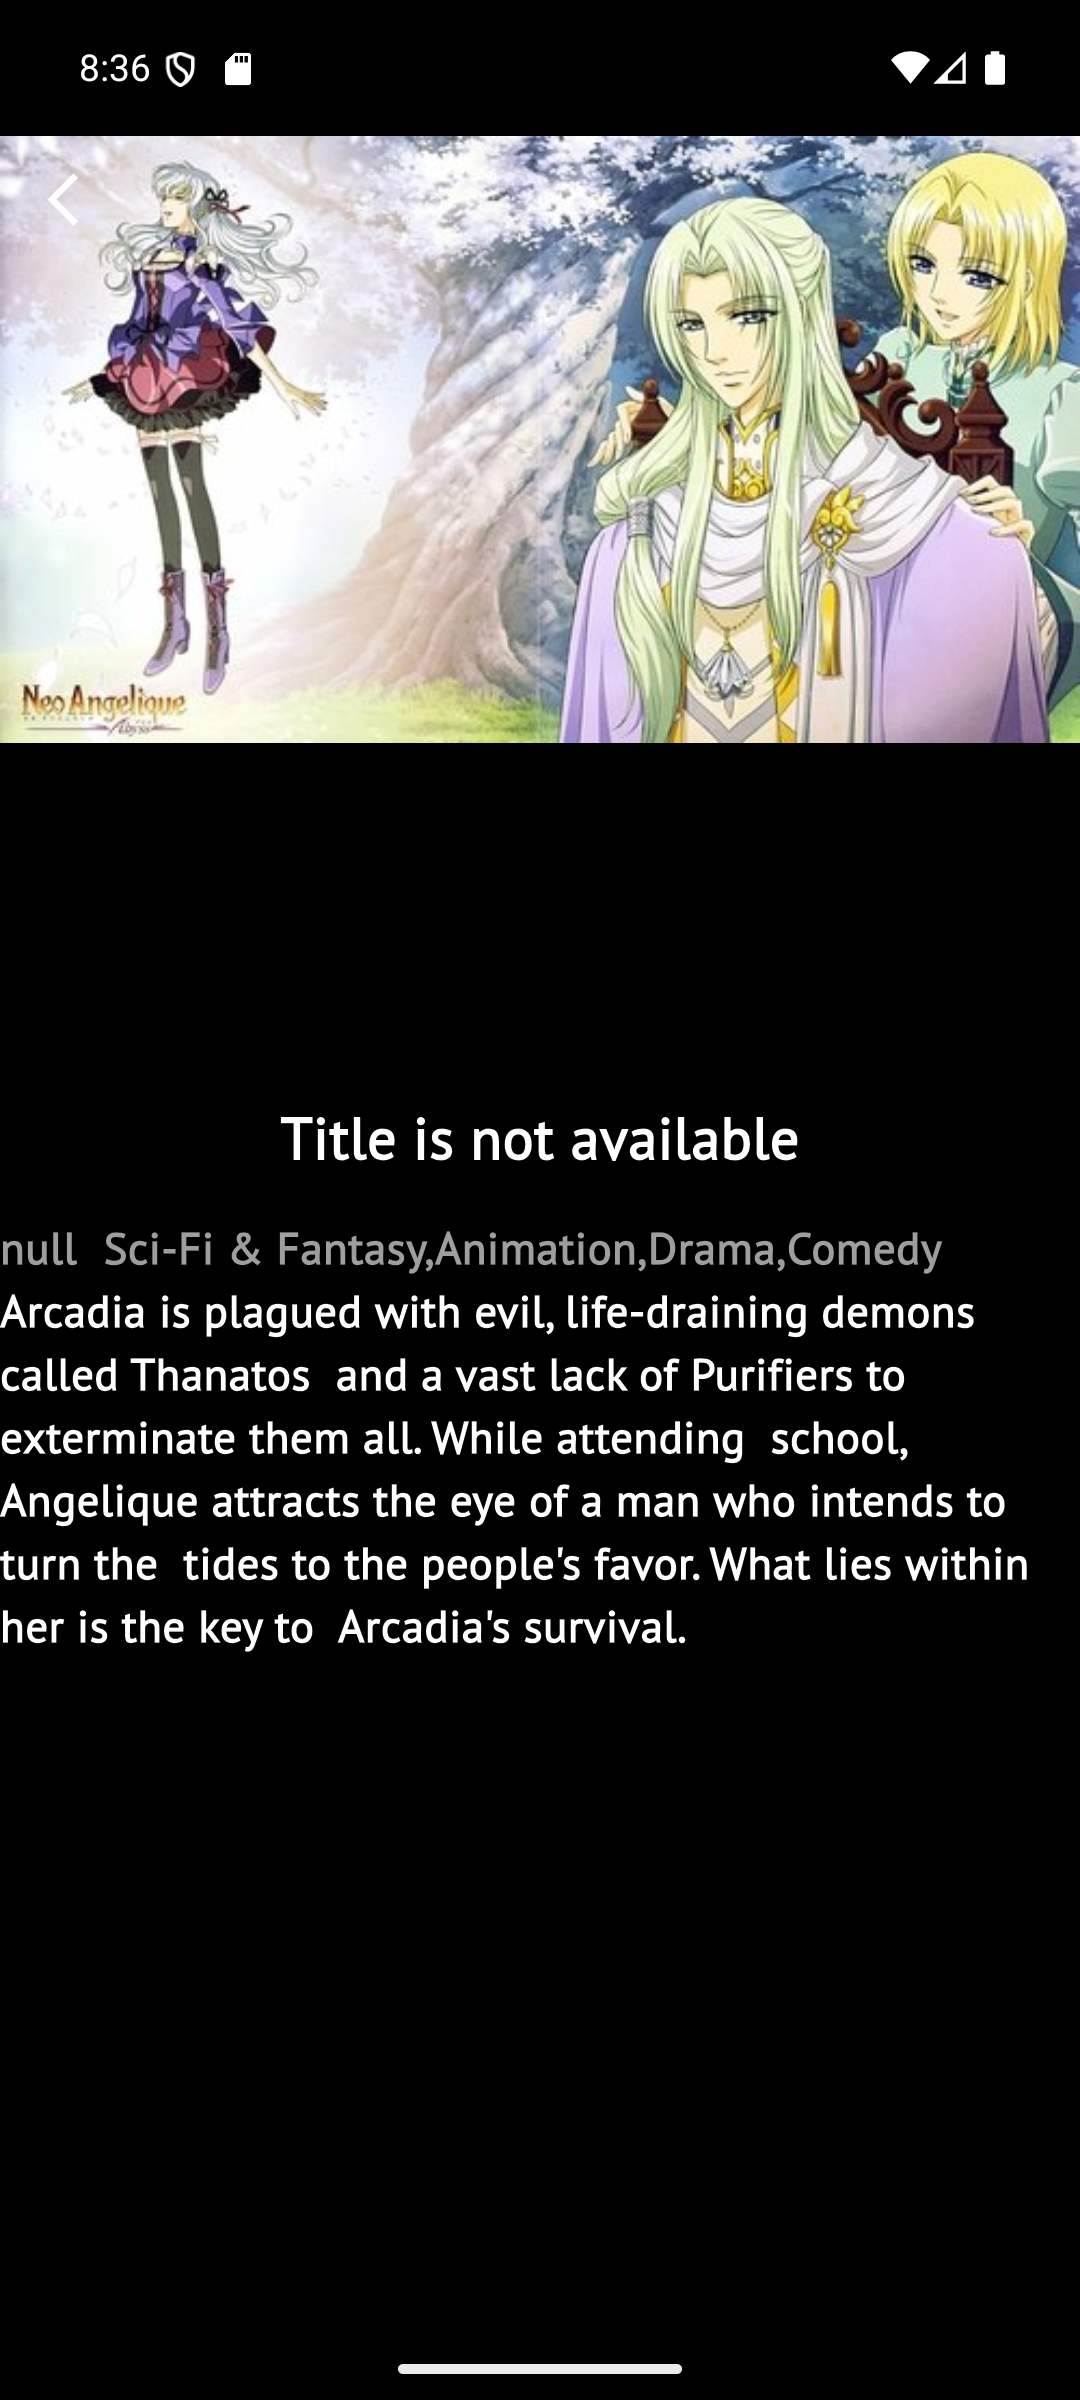 8:36
Neo Angelique
Abyss
Title is not available
null  Sci-Fi & Fantasy,Animation,Drama,Comedy
Arcadia is plagued with evil, life-draining demons
called Thanatos  and a vast lack of Purifiers to
exterminate them all. While attending  school,
Angelique attracts the eye of a man who intends to
turn the  tides to the people's favor. What lies within
her is the key to  Arcadia's survival.